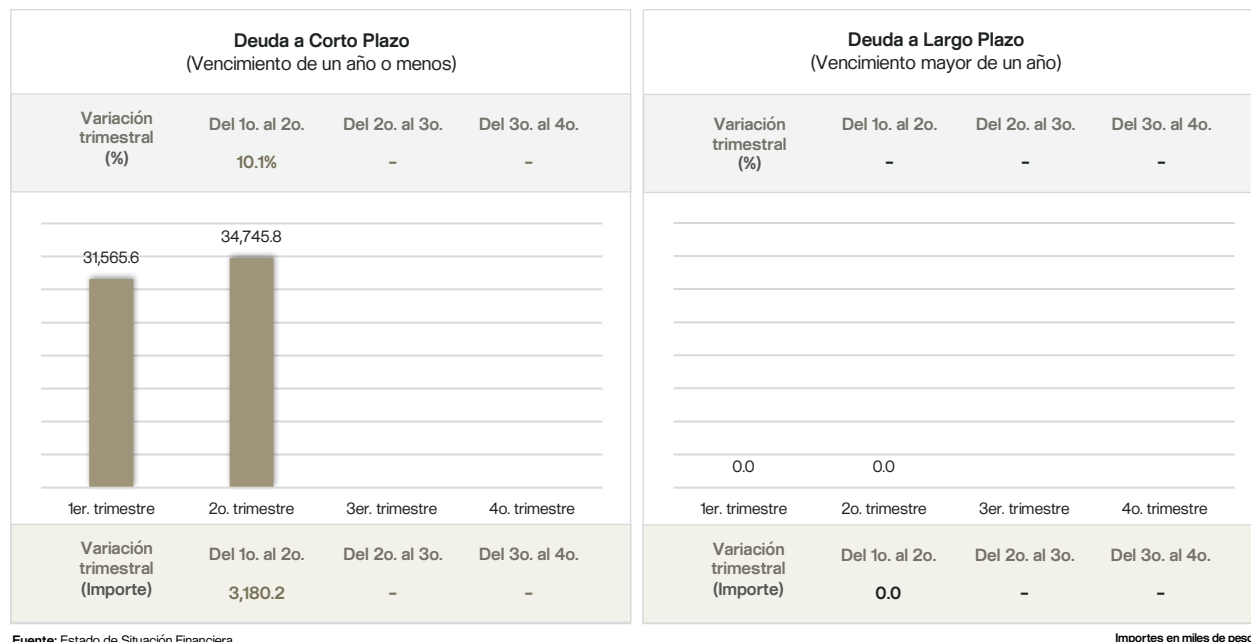 Deuda a Corto Plazo
(Vencimiento de un año o menos)
Variación
trimestral
(%)
Del 1o. al 2o.
Del 2o. al 3o.
Del 3o. al 4o.
10.1%
–
–
31,565.6
34,745.8
1er. trimestre
2o. trimestre
3er. trimestre
4o. trimestre
Variación
trimestral
(Importe)
Del 1o. al 2o.
Del 2o. al 3o.
Del 3o. al 4o.
3,180.2
–
–
Deuda a Largo Plazo
(Vencimiento mayor de un año)
Variación
trimestral
(%)
Del 1o. al 2o.
Del 2o. al 3o.
Del 3o. al 4o.
–
–
–
0.0
0.0
1er. trimestre
2o. trimestre
3er. trimestre
4o. trimestre
Variación
trimestral
(Importe)
Del 1o. al 2o.
Del 2o. al 3o.
Del 3o. al 4o.
0.0
–
–
Fuente: Estado de Situación Financiera
Importes en miles de peso